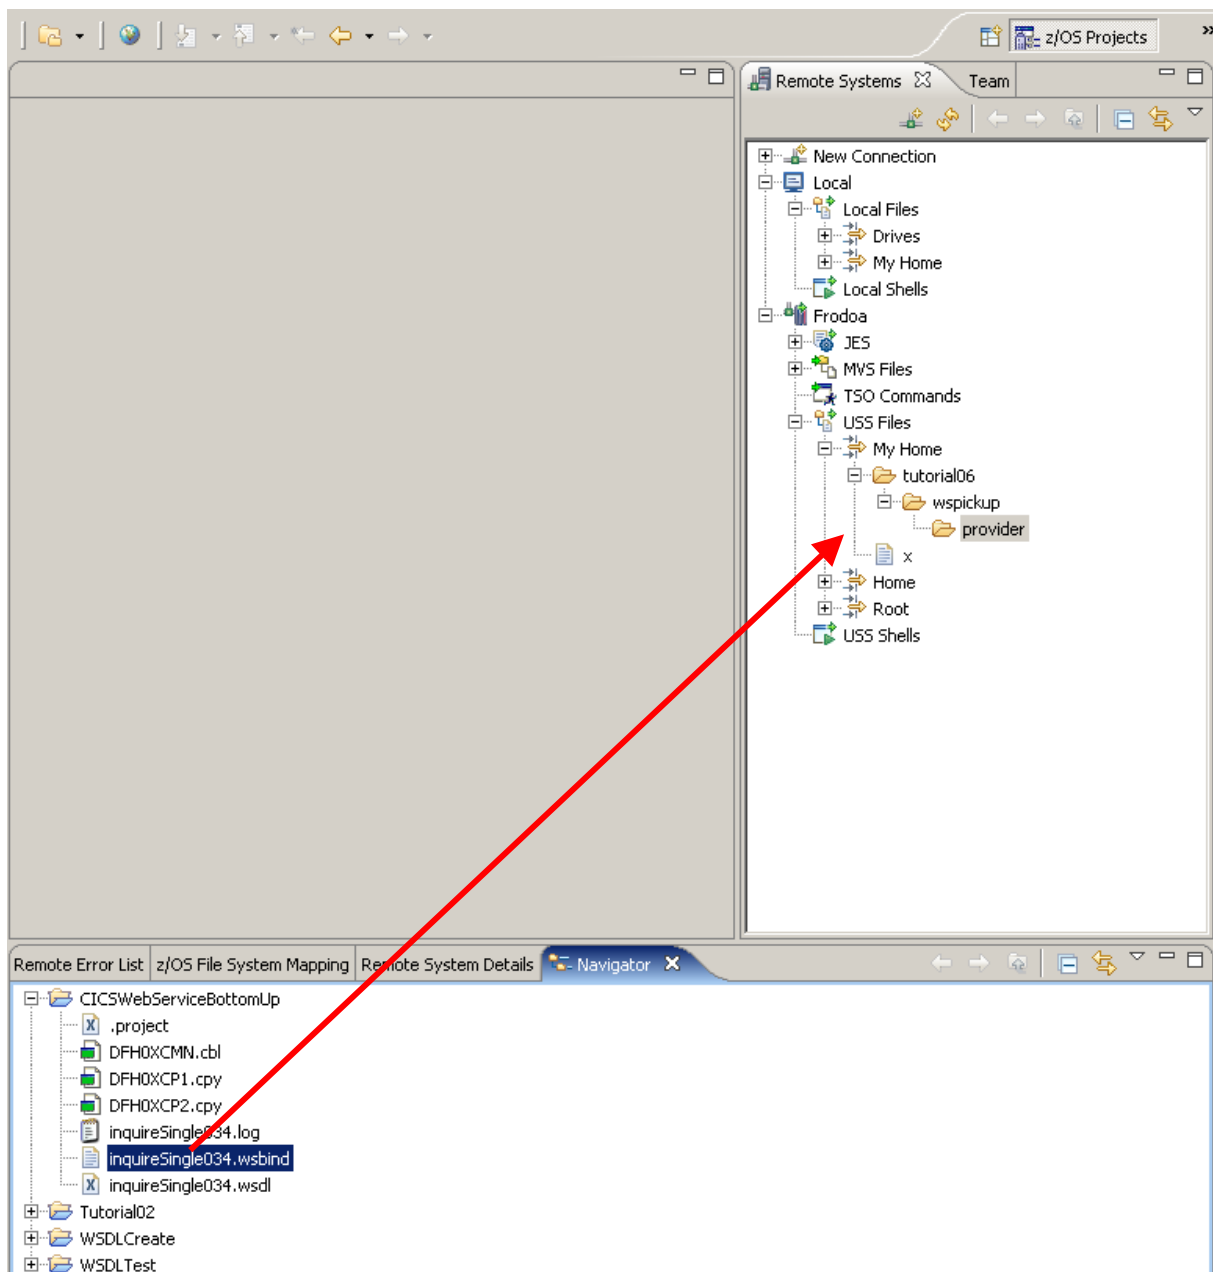 z/OS Projects
»
Remote Systems
Team
New Connection
Local
Local Files
Drives
My Home
Local Shells
Frodoa
JES
MVS Files
TSO Commands
USS Files
My Home
tutorial06
wspickup
provider
x
Home
Root
USS Shells
Remote Error List
z/OS File System Mapping
Remote System Details
Navigator
CICSWebServiceBottomUp
.project
DFH0XCMN.cbl
DFH0XCP1.cpy
DFH0XCP2.cpy
inquireSingle034.log
inquireSingle034.wsbind
inquireSingle034.wsdl
Tutorial02
WSDLCreate
WSDLTest